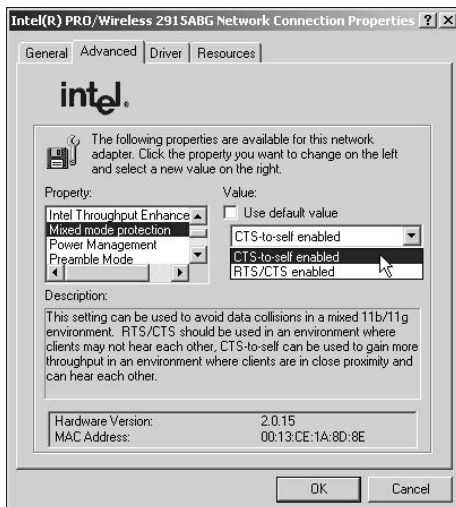 Intel(R) PRO/Wireless 2915ABG Network Connection Properties
General Advanced Driver Resources
intel®
The following properties are available for this network
adapter. Click the property you want to change on the left
and select a new value on the right.
Property: Value:
Intel Throughput Enhance Use default value
Mixed mode protection CTS-to-self enabled
Power Management CTS-to-self enabled
Preamble Mode RTS/CTS enabled
Description:
This setting can be used to avoid data collisions in a mixed 11b/11g
environment. RTS/CTS should be used in an environment where
clients may not hear each other, CTS-to-self can be used to gain more
throughput in an environment where clients are in close proximity and
can hear each other.
Hardware Version: 2.0.15
MAC Address: 00:13:CE:1A:8D:8E
OK Cancel